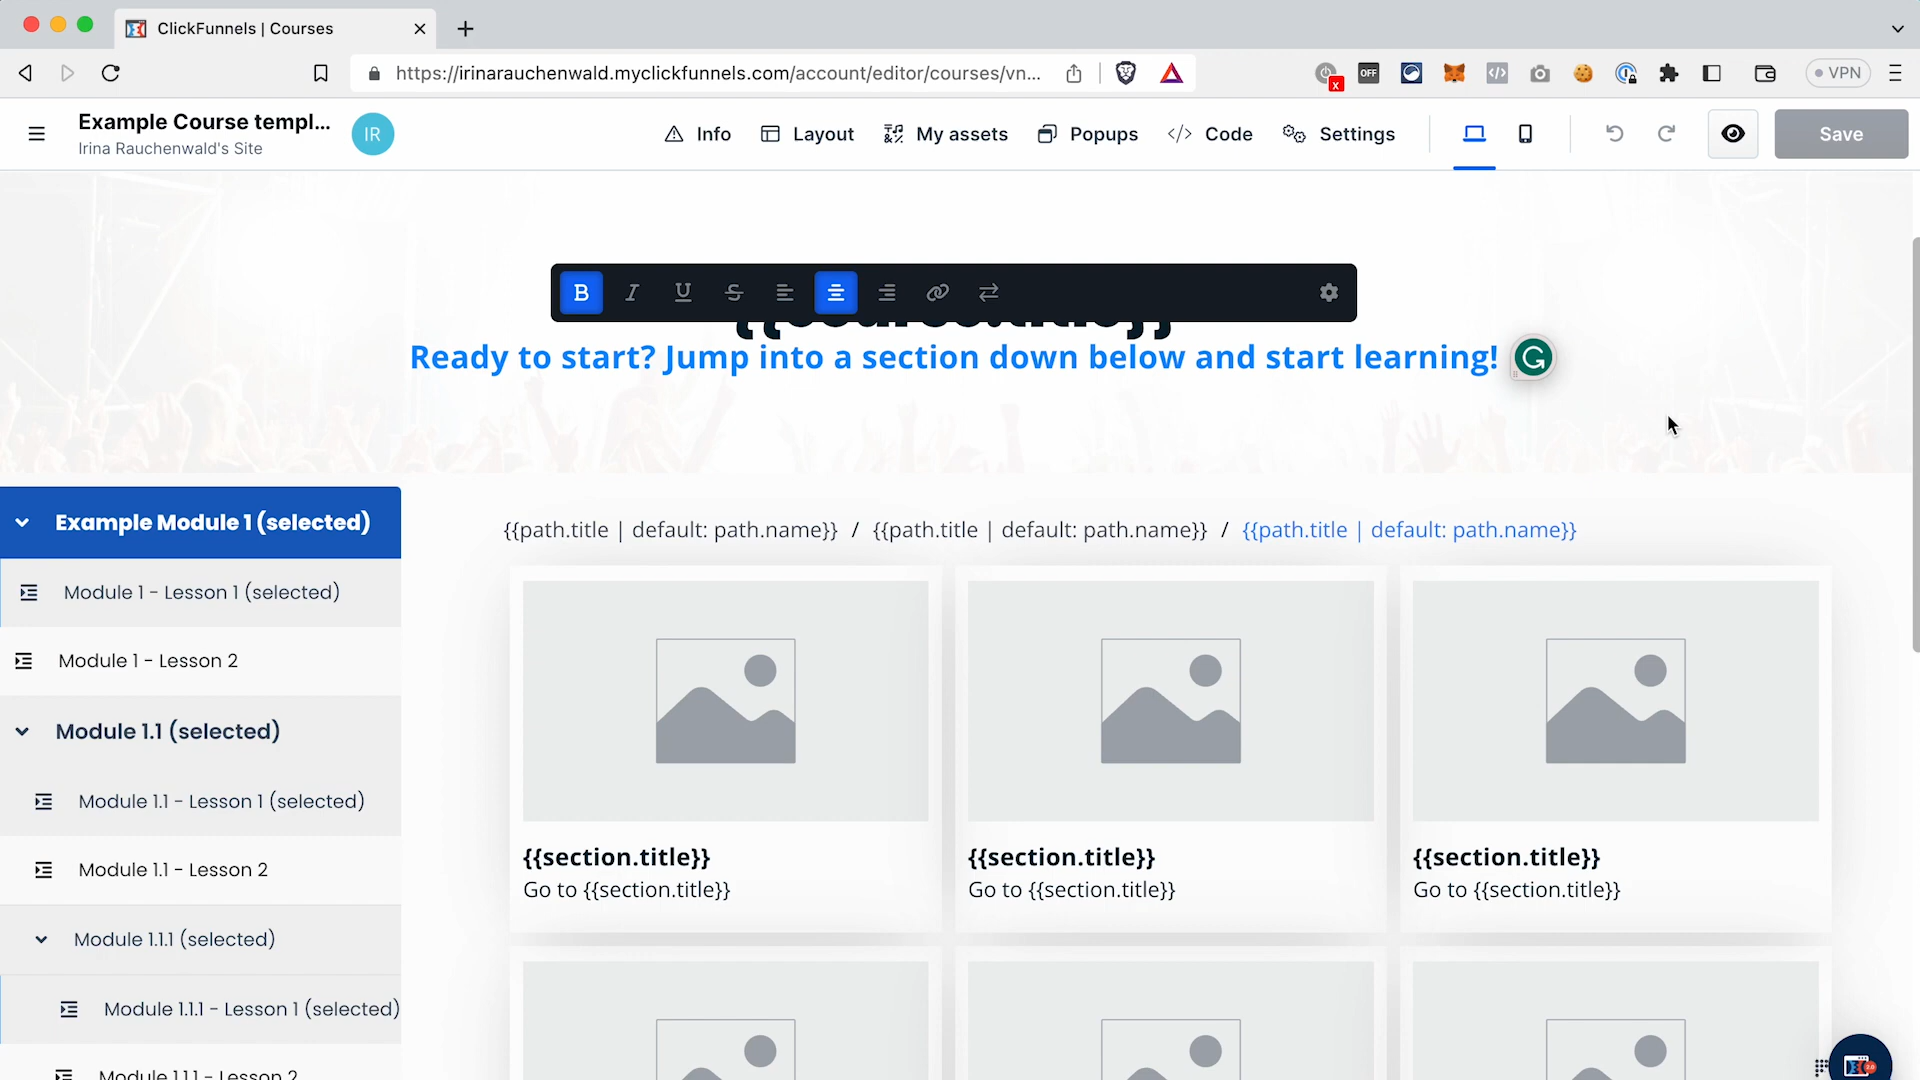 ClickFunnels | Courses
https://irinarauchenwald.myclickfunnels.com/account/editor/courses/vn...
x
OFF
VPN
Example Course templ...
Irina Rauchenwald's Site
IR
Info
Layout
My assets
Popups
Code
Settings
Save
B I U S
{{course.title}}
Ready to start? Jump into a section down below and start learning!
G
Example Module 1 (selected)
Module 1 - Lesson 1 (selected)
Module 1 - Lesson 2
Module 1.1 (selected)
Module 1.1 - Lesson 1 (selected)
Module 1.1 - Lesson 2
Module 1.1.1 (selected)
Module 1.1.1 - Lesson 1 (selected)
Module 1.1.1 - Lesson 2
{{path.title | default: path.name}} / {{path.title | default: path.name}} / {{path.title | default: path.name}}
{{section.title}}
Go to {{section.title}}
{{section.title}}
Go to {{section.title}}
{{section.title}}
Go to {{section.title}}